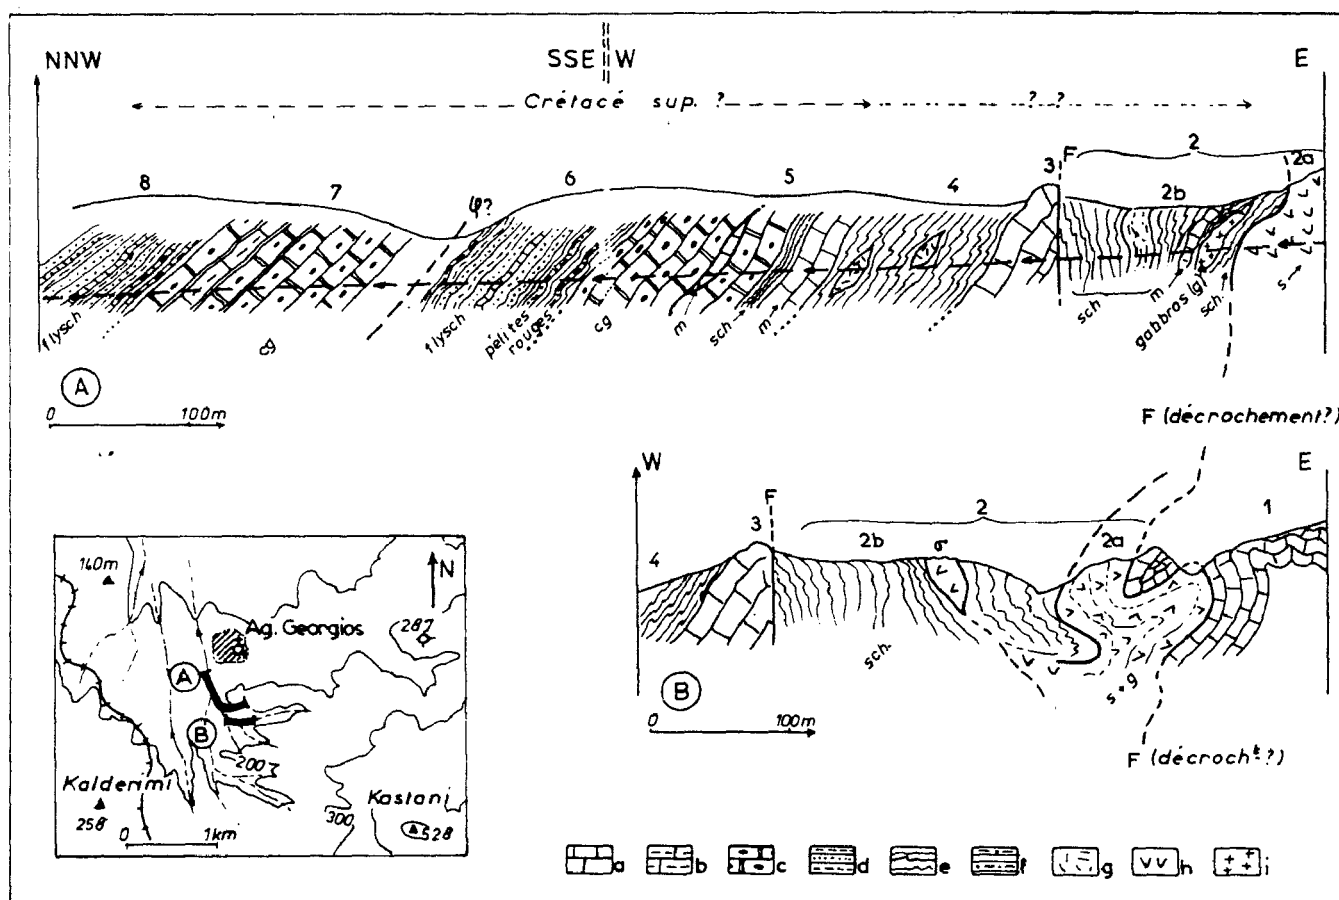 NNW SSE W E
Crétacé sup. ? ? ?
8 7 φ? 6 5 4 3 F 2 2b 2a
flysch cg flysch pélites rouges cg m sch m sch m gabbros (g) sch. s
A
0 100m
F (décrochement?)
W E
4 3 F 2 2b σ 2a 1
sch. s+g
B
0 100m
F (décrocht ?)
N
140m
Ag. Georgios
287
A
B
200
Kalderimi
258
Kastani
300
528
0 1km
a b c d e f g h i